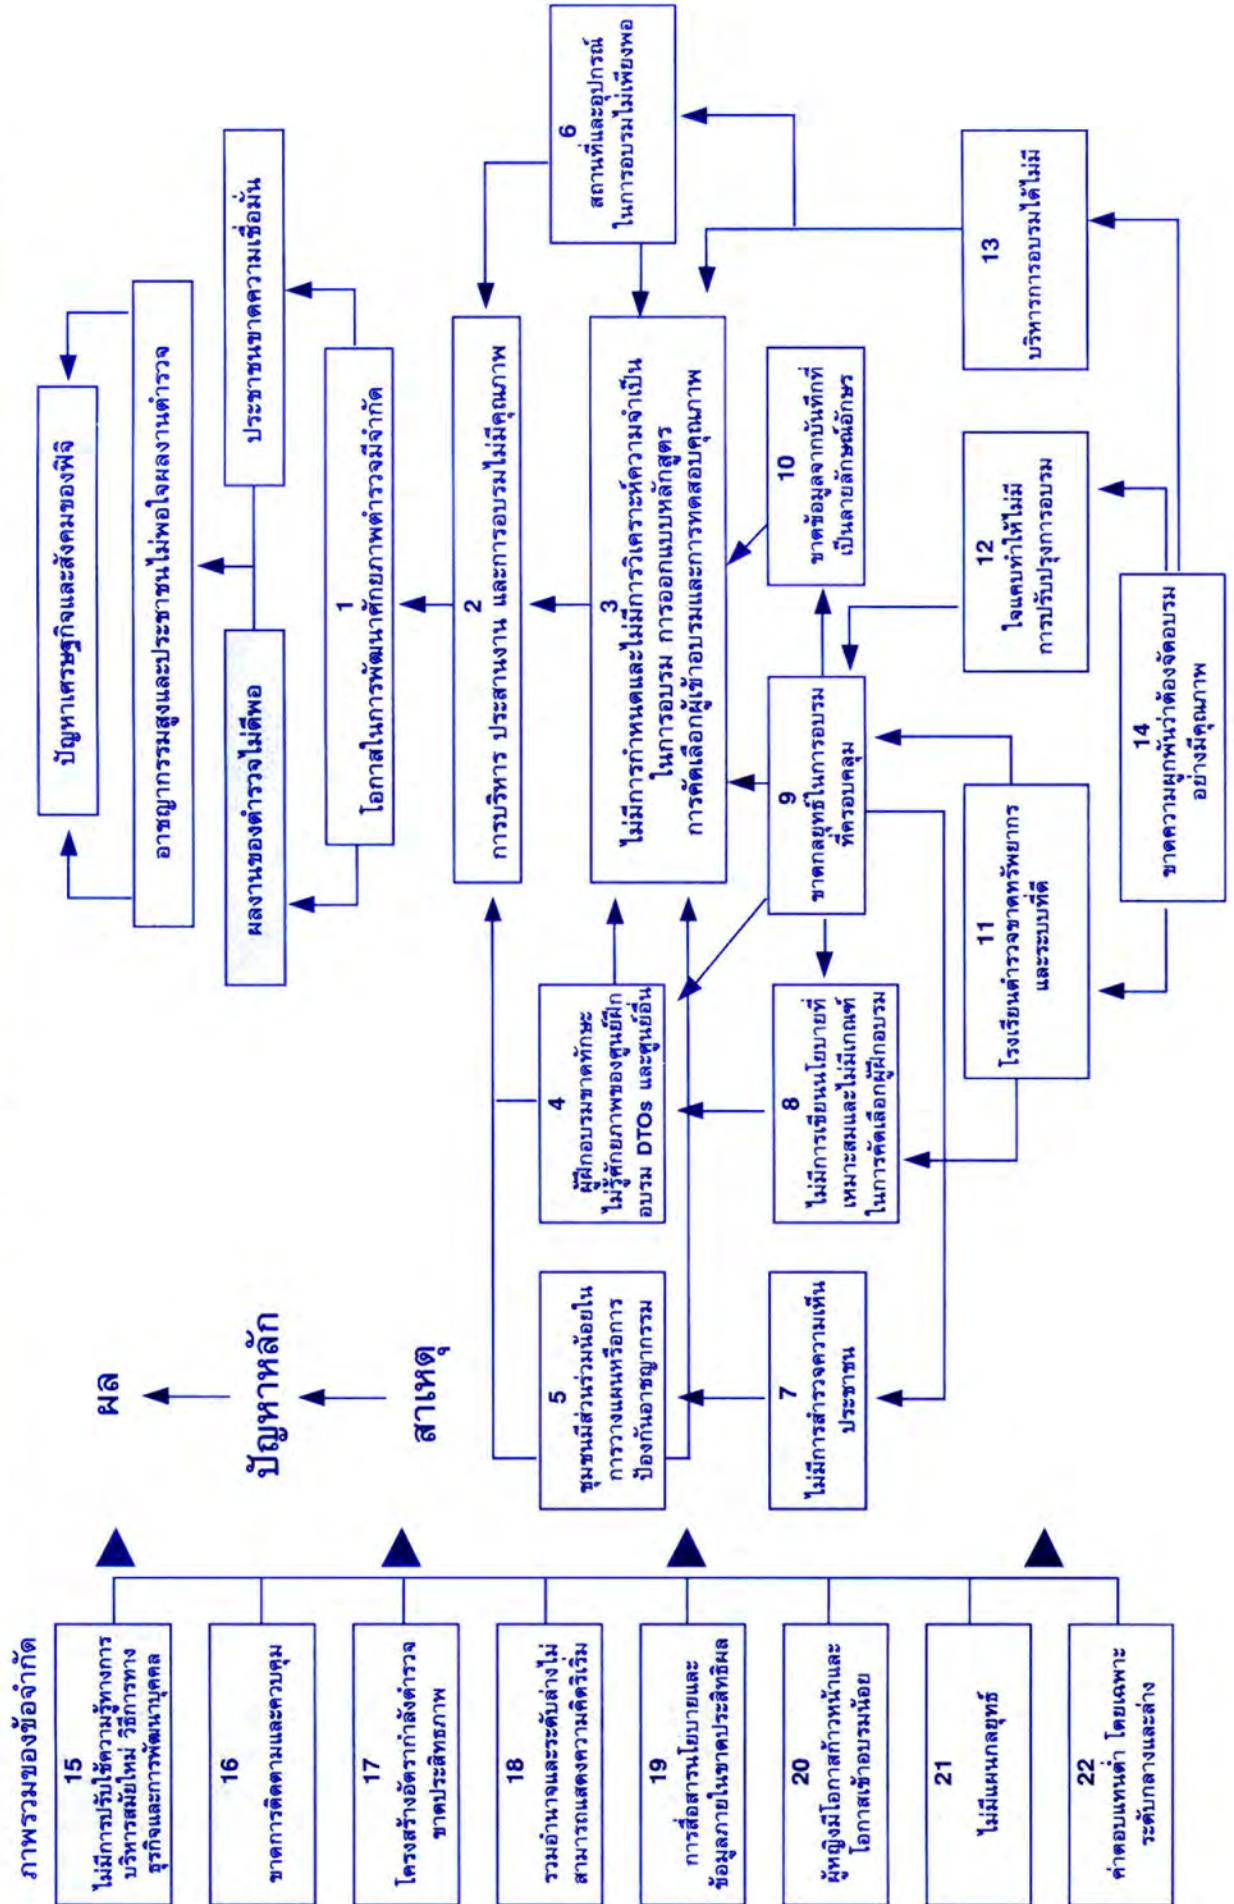 ภาพรวมของข้อจำกัด
15
ไม่มีการปรับใช้ความรู้ทางการ
บริหารสมัยใหม่ วิธีการทาง
ธุรกิจและการพัฒนาบุคคล
16
ขาดการติดตามและควบคุม
17
โครงสร้างอัตรากำลังตำรวจ
ขาดประสิทธภาพ
18
รวมอำนาจและระดับล่างไม่
สามารถแสดงความคิดริเริ่ม
19
การสื่อสารนโยบายและ
ข้อมูลภายในขาดประสิทธิผล
20
ผู้หญิงมีโอกาสก้าวหน้าและ
โอกาสเข้าอบรมน้อย
21
ไม่มีแผนกลยุทธ์
22
ค่าตอบแทนต่ำ โดยเฉพาะ
ระดับกลางและล่าง
ผล
ปัญหาหลัก
สาเหตุ
ปัญหาเศรษฐกิจและสังคมของฟิจิ
อาชญากรรมสูงและประชาชนไม่พอใจผลงานตำรวจ
ผลงานของตำรวจไม่ดีพอ
ประชาชนขาดความเชื่อมั่น
1
โอกาสในการพัฒนาศักยภาพตำรวจมีจำกัด
2
การบริหาร ประสานงาน และการอบรมไม่มีคุณภาพ
5
ชุมชนมีส่วนร่วมน้อยใน
การวางแผนหรือการ
ป้องกันอาชญากรรม
4
ผู้ฝึกอบรมขาดทักษะ
ไม่รู้ศักยภาพของศูนย์ฝึก
อบรม DTOs และศูนย์อื่น
3
ไม่มีการกำหนดและไม่มีการวิเคราะห์ความจำเป็น
ในการอบรม การออกแบบหลักสูตร
การคัดเลือกผู้เข้าอบรมและการทดสอบคุณภาพ
6
สถานที่และอุปกรณ์
ในการอบรมไม่เพียงพอ
7
ไม่มีการสำรวจความเห็น
ประชาชน
8
ไม่มีการเขียนนโยบายที่
เหมาะสมและไม่มีเกณฑ์
ในการคัดเลือกผู้ฝึกอบรม
9
ขาดกลยุทธ์ในการอบรม
ที่ครอบคลุม
10
ขาดข้อมูลจากบันทึกที่
เป็นลายลักษณ์อักษร
11
โรงเรียนตำรวจขาดทรัพยากร
และระบบที่ดี
12
ใจแคบทำให้ไม่มี
การปรับปรุงการอบรม
13
บริหารการอบรมได้ไม่มี
14
ขาดความผูกพันว่าต้องจัดอบรม
อย่างมีคุณภาพ